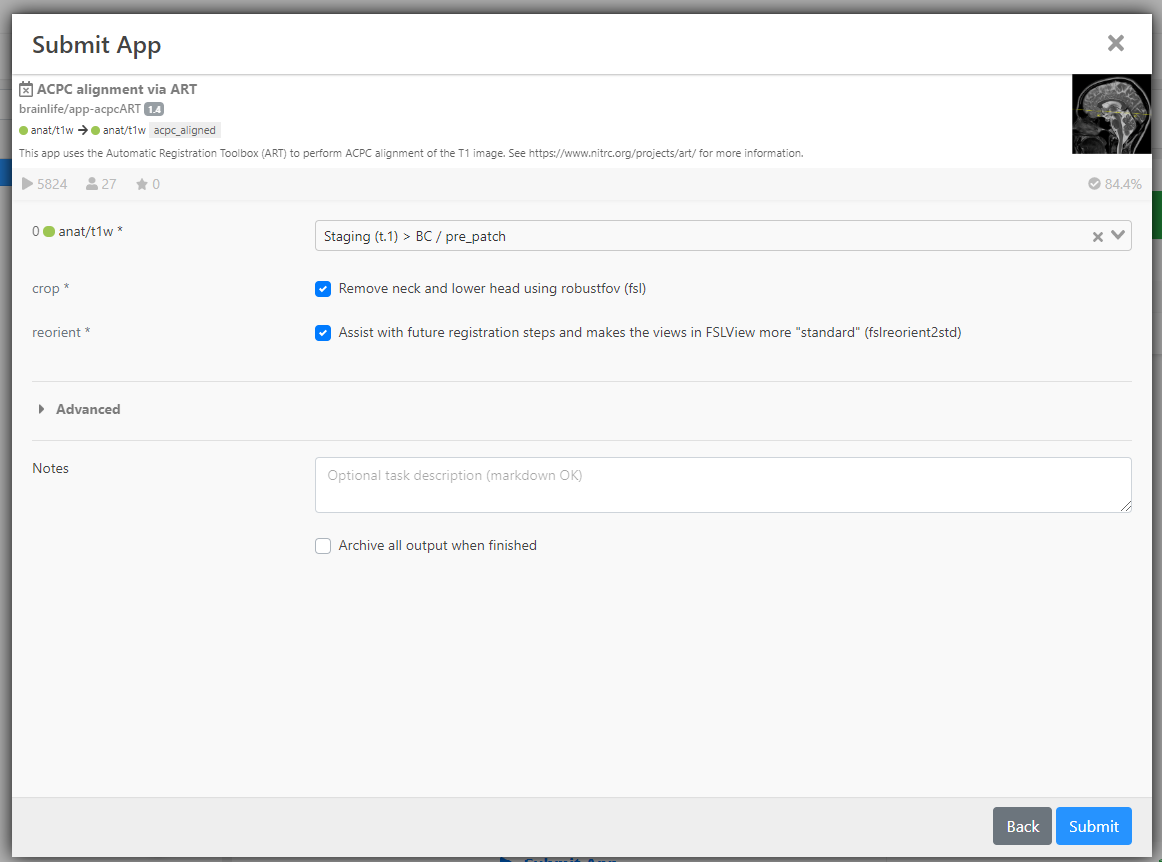 Submit App
ACPC alignment via ART
brainlife/app-acpcART 1.4
anat/t1w → anat/t1w acpc_aligned
This app uses the Automatic Registration Toolbox (ART) to perform ACPC alignment of the T1 image. See https://www.nitrc.org/projects/art/ for more information.
5824 27 0 84.4%
0 anat/t1w * Staging (t.1) > BC / pre_patch
crop * Remove neck and lower head using robustfov (fsl)
reorient * Assist with future registration steps and makes the views in FSLView more "standard" (fslreorient2std)
Advanced
Notes Optional task description (markdown OK)
Archive all output when finished
Back Submit
Submit App